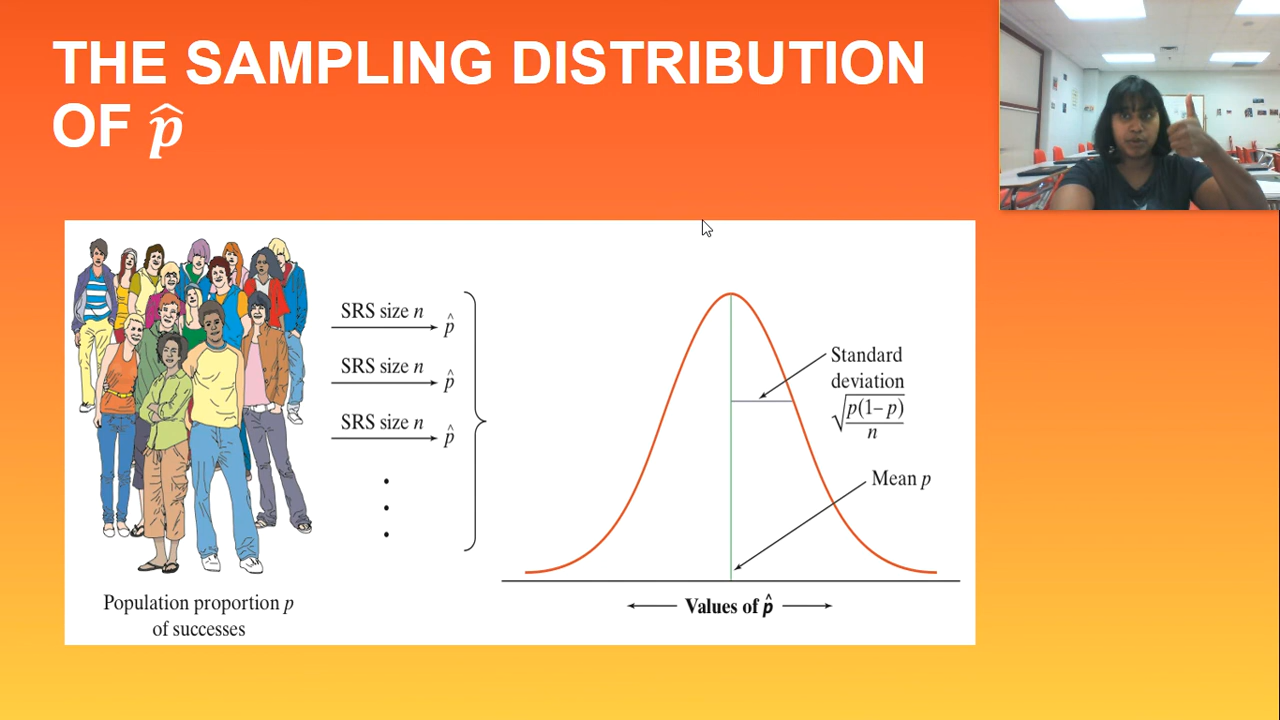 THE SAMPLING DISTRIBUTION
OF p̂
SRS size n
p̂
SRS size n
p̂
SRS size n
p̂
Population proportion p
of successes
Standard
deviation
√(p(1–p)/n)
Mean p
Values of p̂